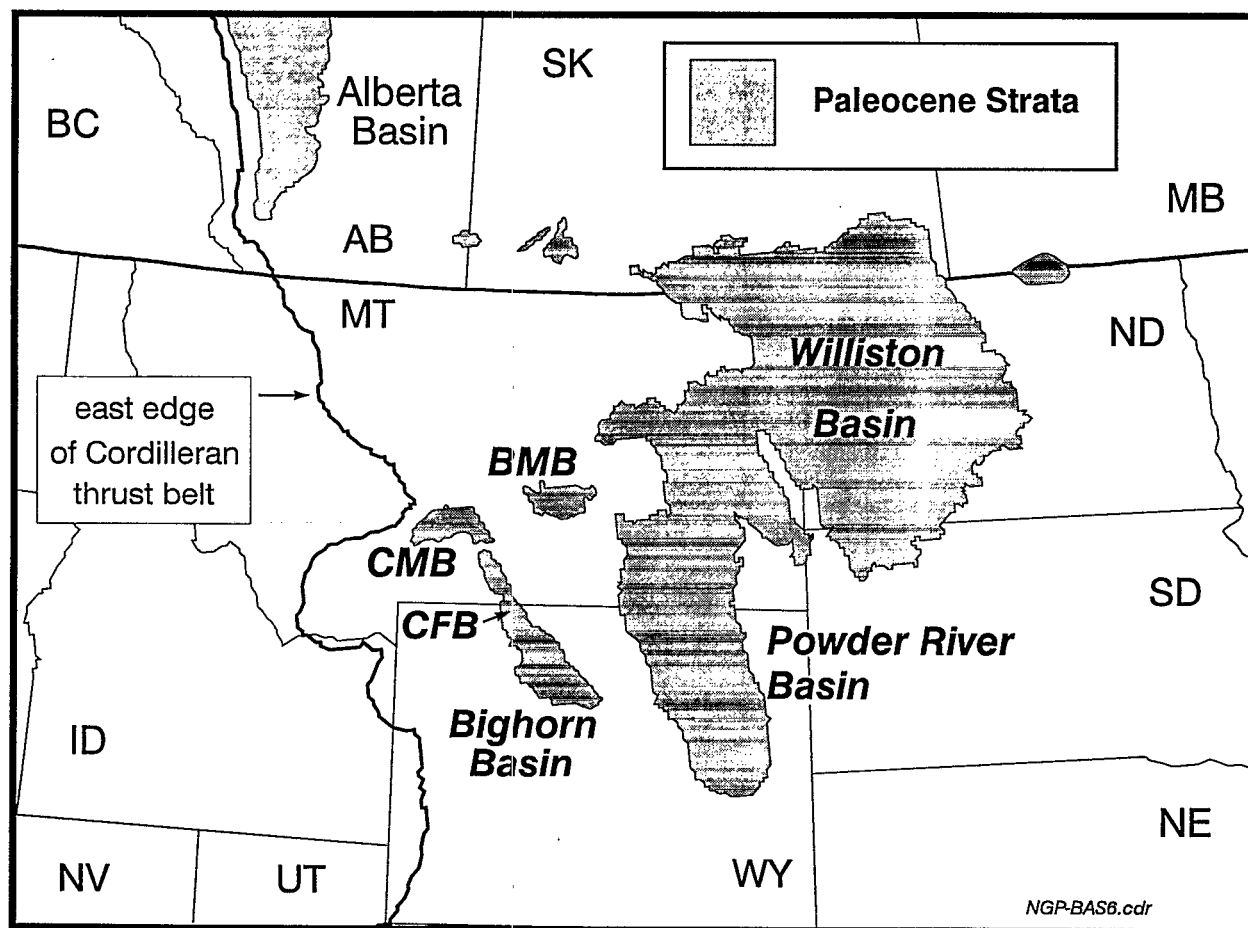 BC
Alberta
Basin
SK
Paleocene Strata
MB
AB
MT
ND
Williston
Basin
east edge
of Cordilleran
thrust belt
BMB
CMB
CFB
SD
Powder River
Basin
Bighorn
Basin
ID
NE
NV
UT
WY
NGP-BAS6.cdr